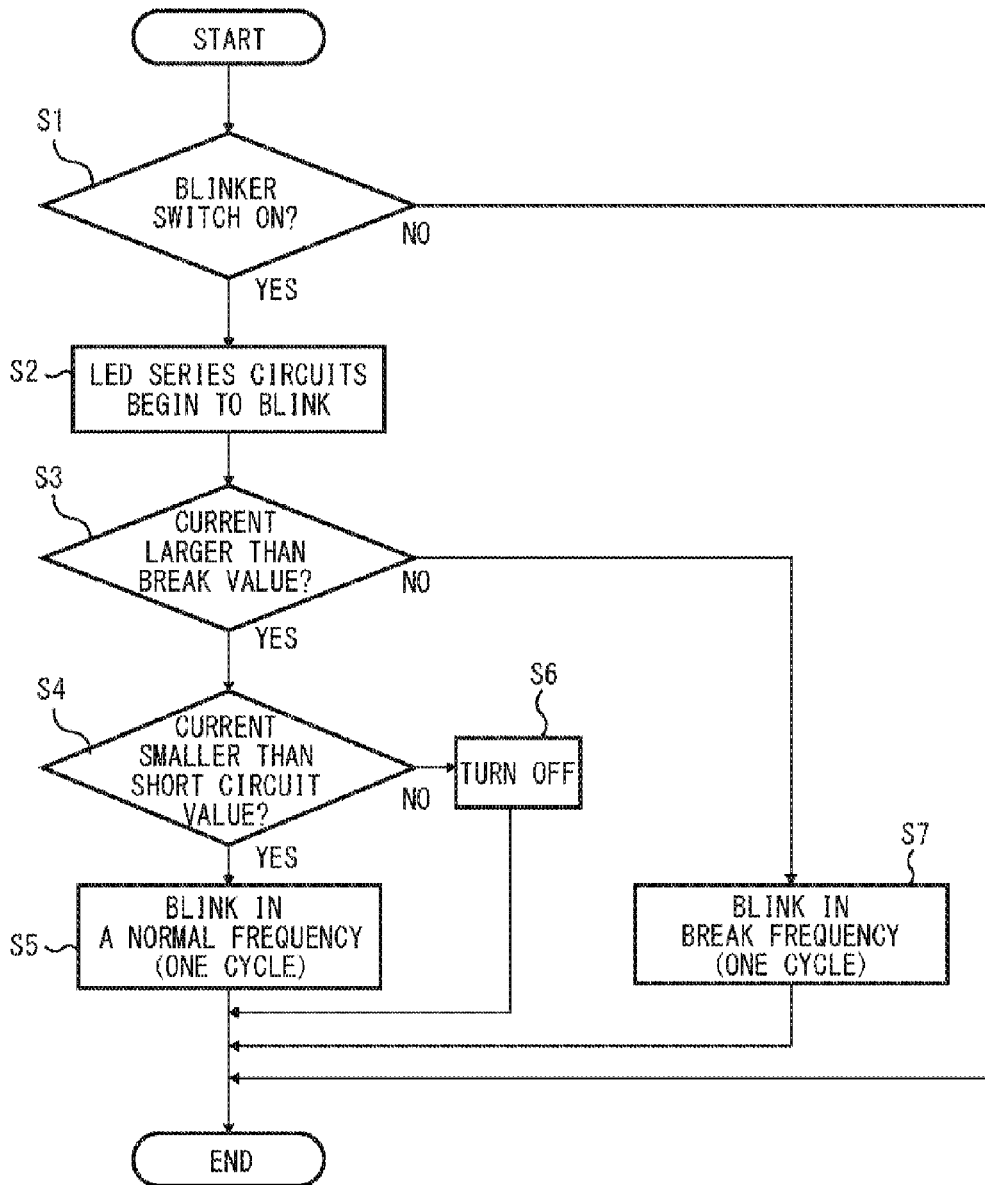 START
S1
BLINKER
SWITCH ON?
NO
YES
S2
LED SERIES CIRCUITS
BEGIN TO BLINK
S3
CURRENT
LARGER THAN
BREAK VALUE?
NO
YES
S4
CURRENT
SMALLER THAN
SHORT CIRCUIT
VALUE?
NO
YES
S6
TURN OFF
S5
BLINK IN
A NORMAL FREQUENCY
(ONE CYCLE)
S7
BLINK IN
BREAK FREQUENCY
(ONE CYCLE)
END